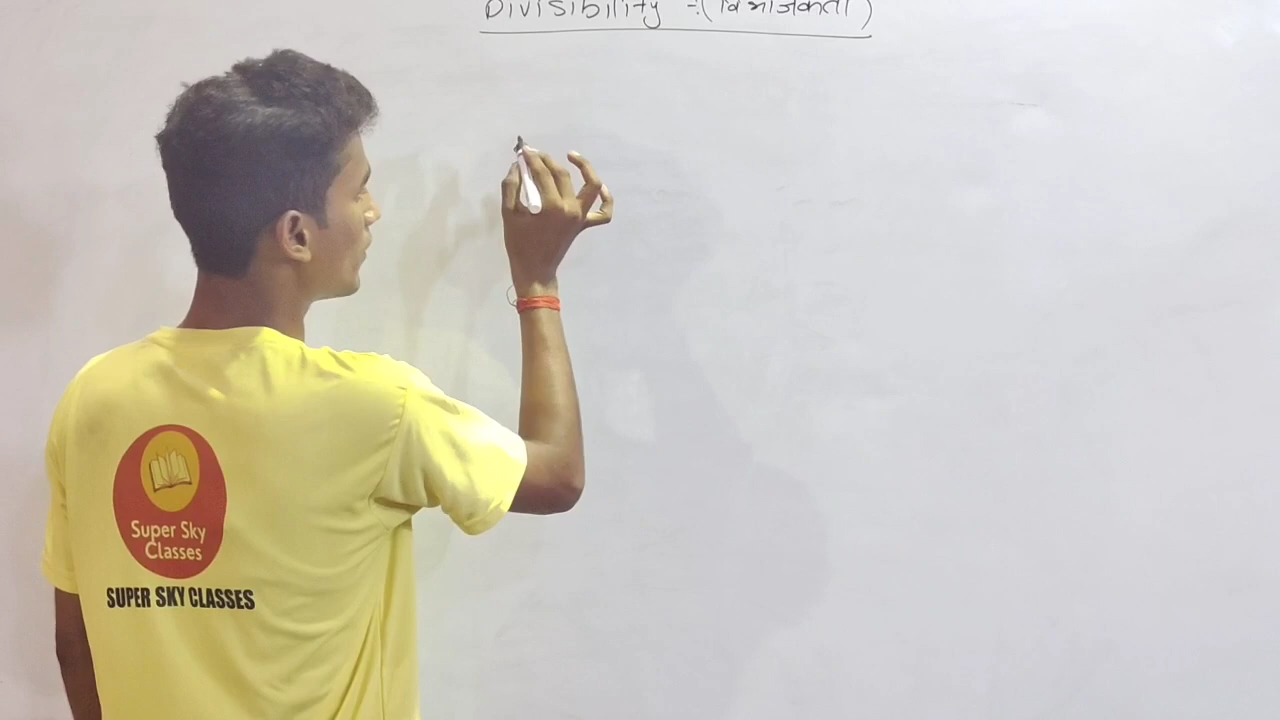 Divisibility ÷ (विभाजकता)
Super Sky
Classes
SUPER SKY CLASSES